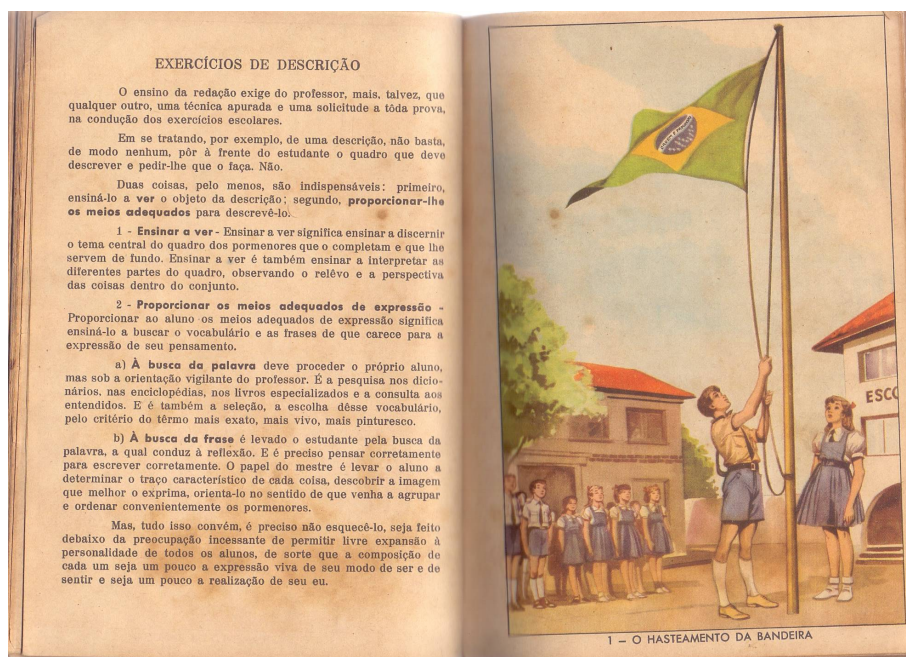 EXERCÍCIOS DE DESCRIÇÃO
O ensino da redação exige do professor, mais, talvez, que
qualquer outro, uma técnica apurada e uma solicitude a tôda prova,
na condução dos exercícios escolares.
Em se tratando, por exemplo, de uma descrição, não basta,
de modo nenhum, pôr à frente do estudante o quadro que deve
descrever e pedir-lhe que o faça. Não.
Duas coisas, pelo menos, são indispensáveis: primeiro,
ensiná-lo a ver o objeto da descrição; segundo, proporcionar-lhe
os meios adequados para descrevê-lo.
1 - Ensinar a ver - Ensinar a ver significa ensinar a discernir
o tema central do quadro dos pormenores que o completam e que lhe
servem de fundo. Ensinar a ver é também ensinar a interpretar as
diferentes partes do quadro, observando o relêvo e a perspectiva
das coisas dentro do conjunto.
2 - Proporcionar os meios adequados de expressão -
Proporcionar ao aluno os meios adequados de expressão significa
ensiná-lo a buscar o vocabulário e as frases de que carece para a
expressão de seu pensamento.
a) À busca da palavra deve proceder o próprio aluno,
mas sob a orientação vigilante do professor. É a pesquisa nos dicio-
nários, nas enciclopédias, nos livros especializados e a consulta aos
entendidos. E é também a seleção, a escolha dêsse vocabulário,
pelo critério do têrmo mais exato, mais vivo, mais pinturesco.
b) À busca da frase é levado o estudante pela busca da
palavra, a qual conduz à reflexão. E é preciso pensar corretamente
para escrever corretamente. O papel do mestre é levar o aluno a
determinar o traço característico de cada coisa, descobrir a imagem
que melhor o exprima, orienta-lo no sentido de que venha a agrupar
e ordenar convenientemente os pormenores.
Mas, tudo isso convém, é preciso não esquecê-lo, seja feito
debaixo da preocupação incessante de permitir livre expansão à
personalidade de todos os alunos, de sorte que a composição de
cada um seja um pouco a expressão viva de seu modo de ser e de
sentir e seja um pouco a realização de seu eu.
ESCO
1 — O HASTEAMENTO DA BANDEIRA